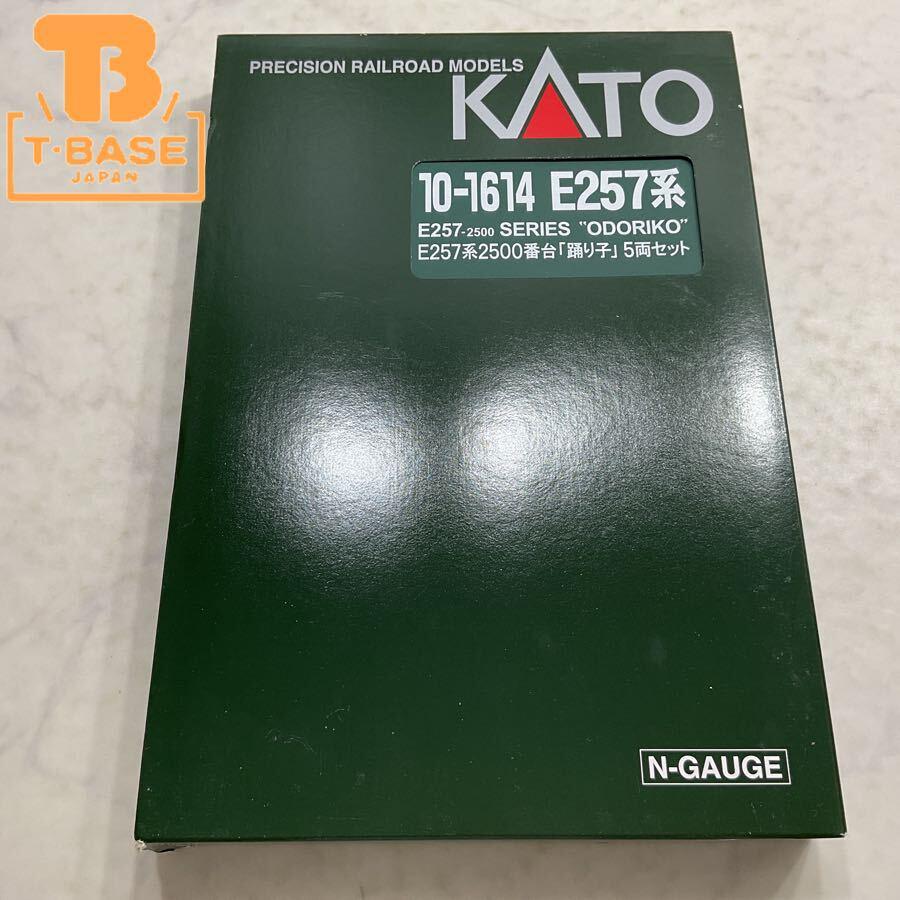 B
T·BASE
JAPAN
PRECISION RAILROAD MODELS
KATO
10-1614 E257系
E257-2500 SERIES "ODORIKO"
E257系2500番台「踊り子」5両セット
N-GAUGE